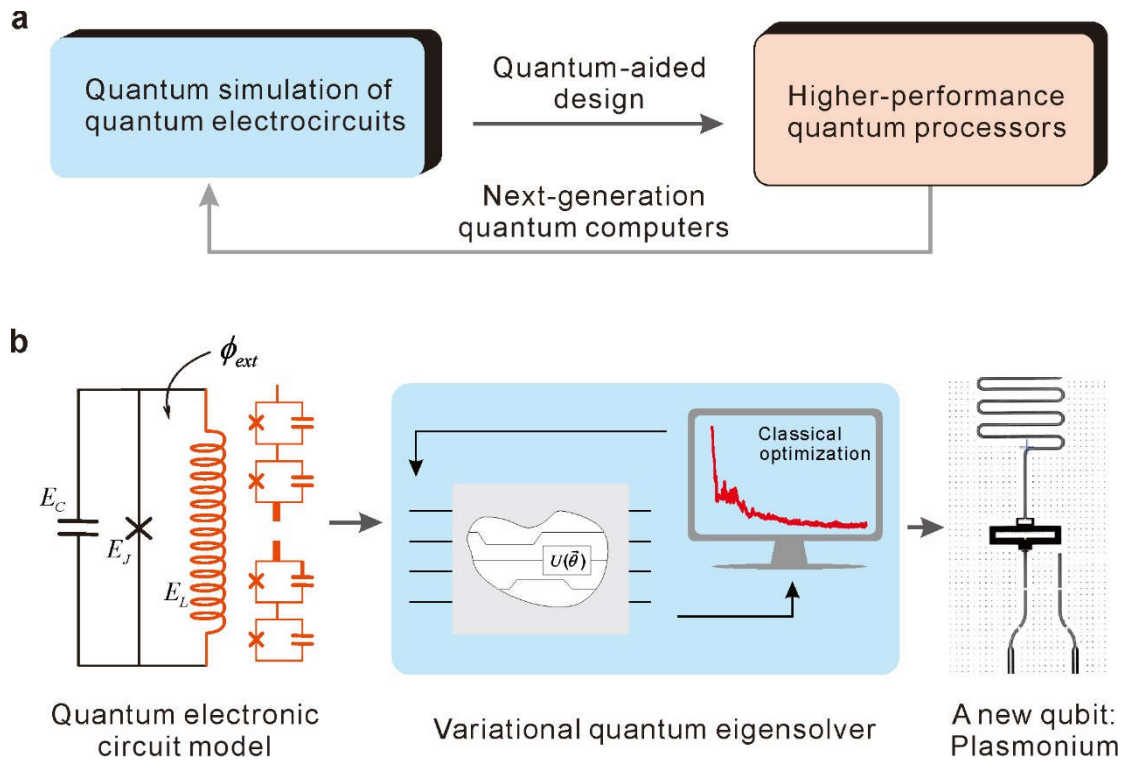 a
Quantum simulation of
quantum electrocircuits
Quantum-aided
design
Higher-performance
quantum processors
Next-generation
quantum computers
b
ϕext
EC
EJ
EL
U(θ⃗)
Classical
optimization
Quantum electronic
circuit model
Variational quantum eigensolver
A new qubit:
Plasmonium